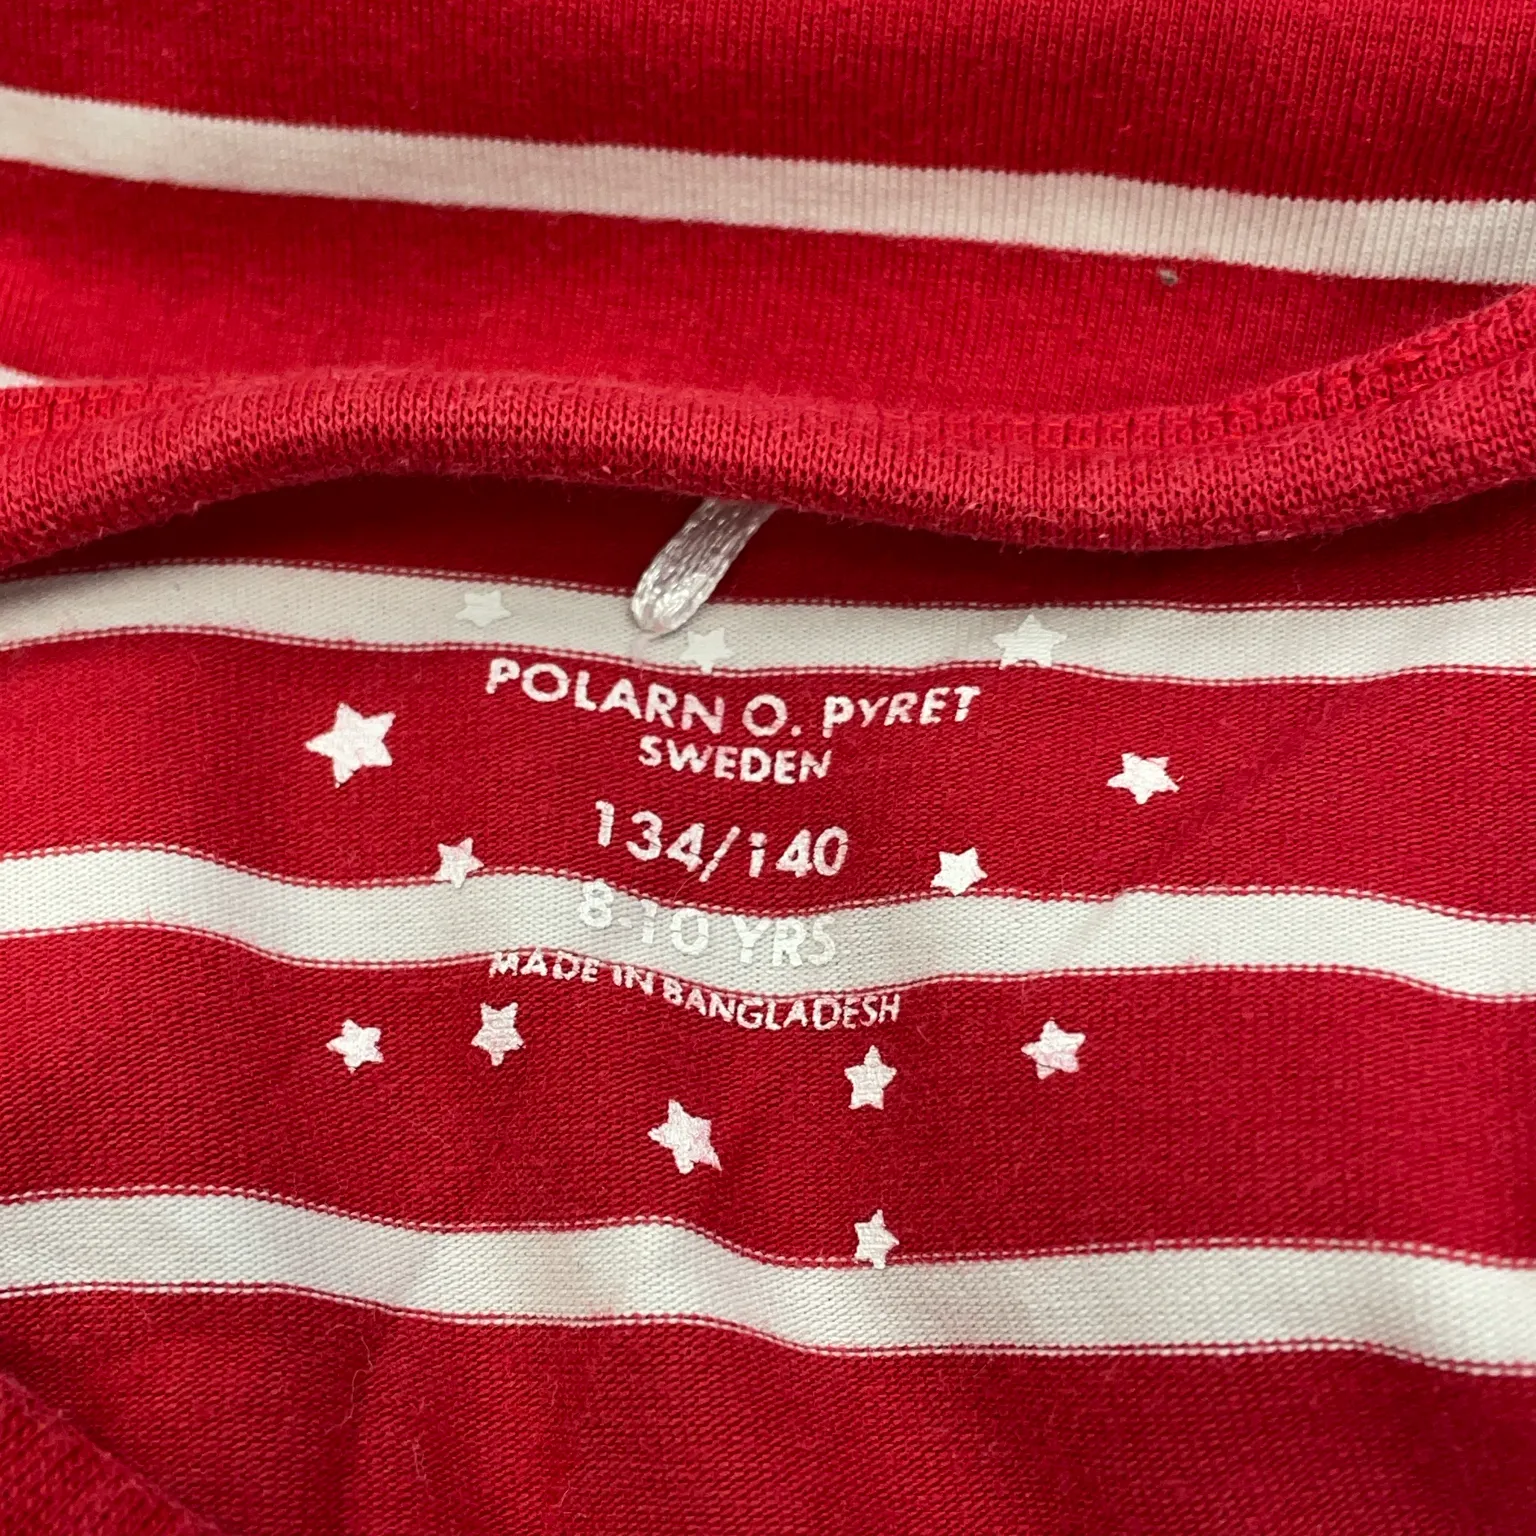 POLARN O. PYRET
SWEDEN
134/140
8-10 YRS
MADE IN BANGLADESH